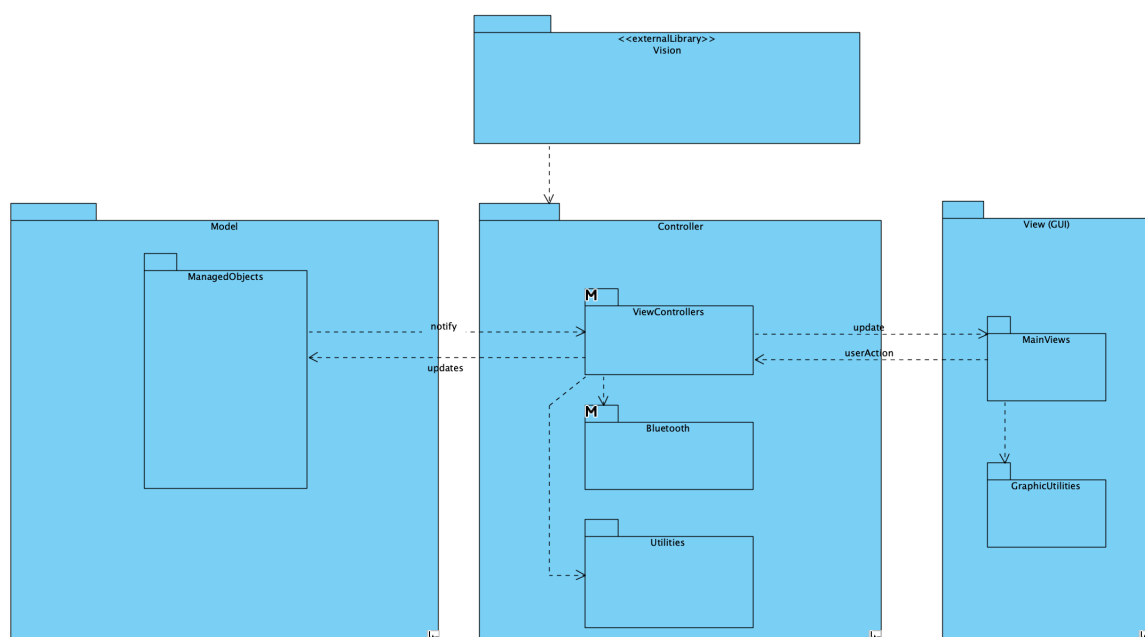 <<externalLibrary>>
Vision
Model
Controller
View (GUI)
ManagedObjects
M
ViewControllers
notify
update
MainViews
userAction
updates
M
Bluetooth
GraphicUtilities
Utilities